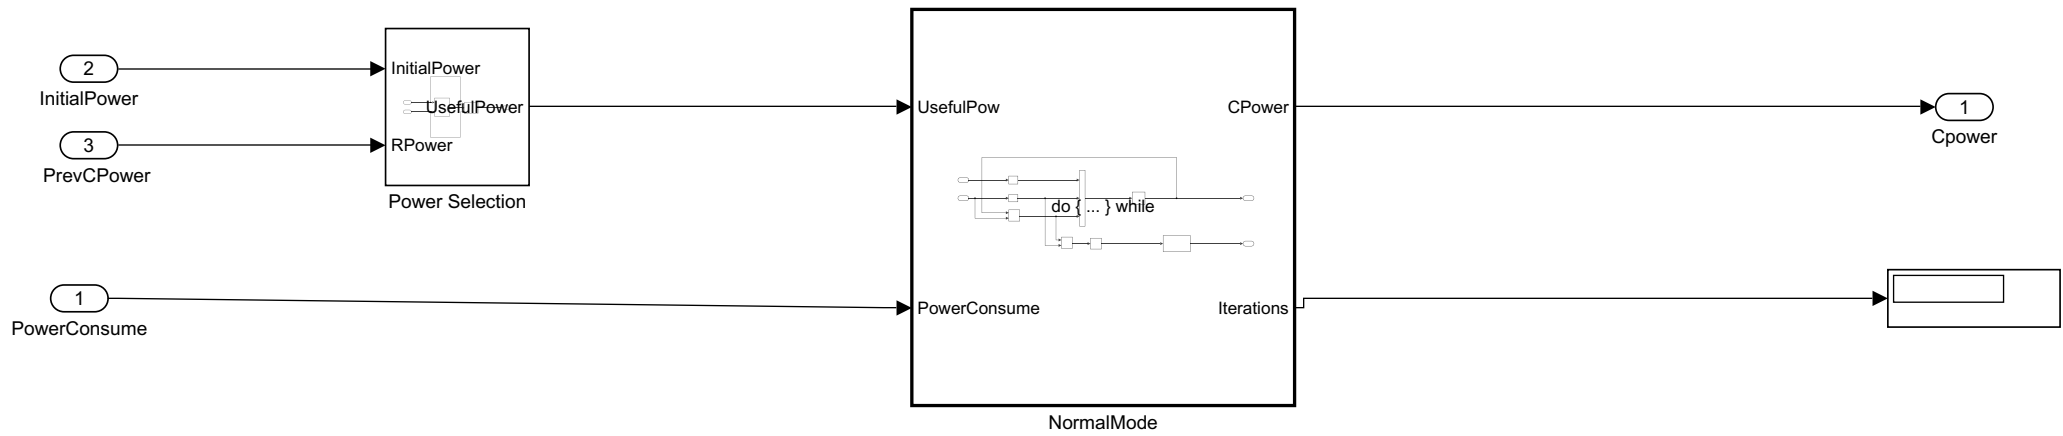 2
InitialPower
3
PrevCPower
1
PowerConsume
InitialPower
UsefulPower
RPower
Power Selection
UsefulPow
CPower
do { ... } while
PowerConsume
Iterations
NormalMode
1
Cpower